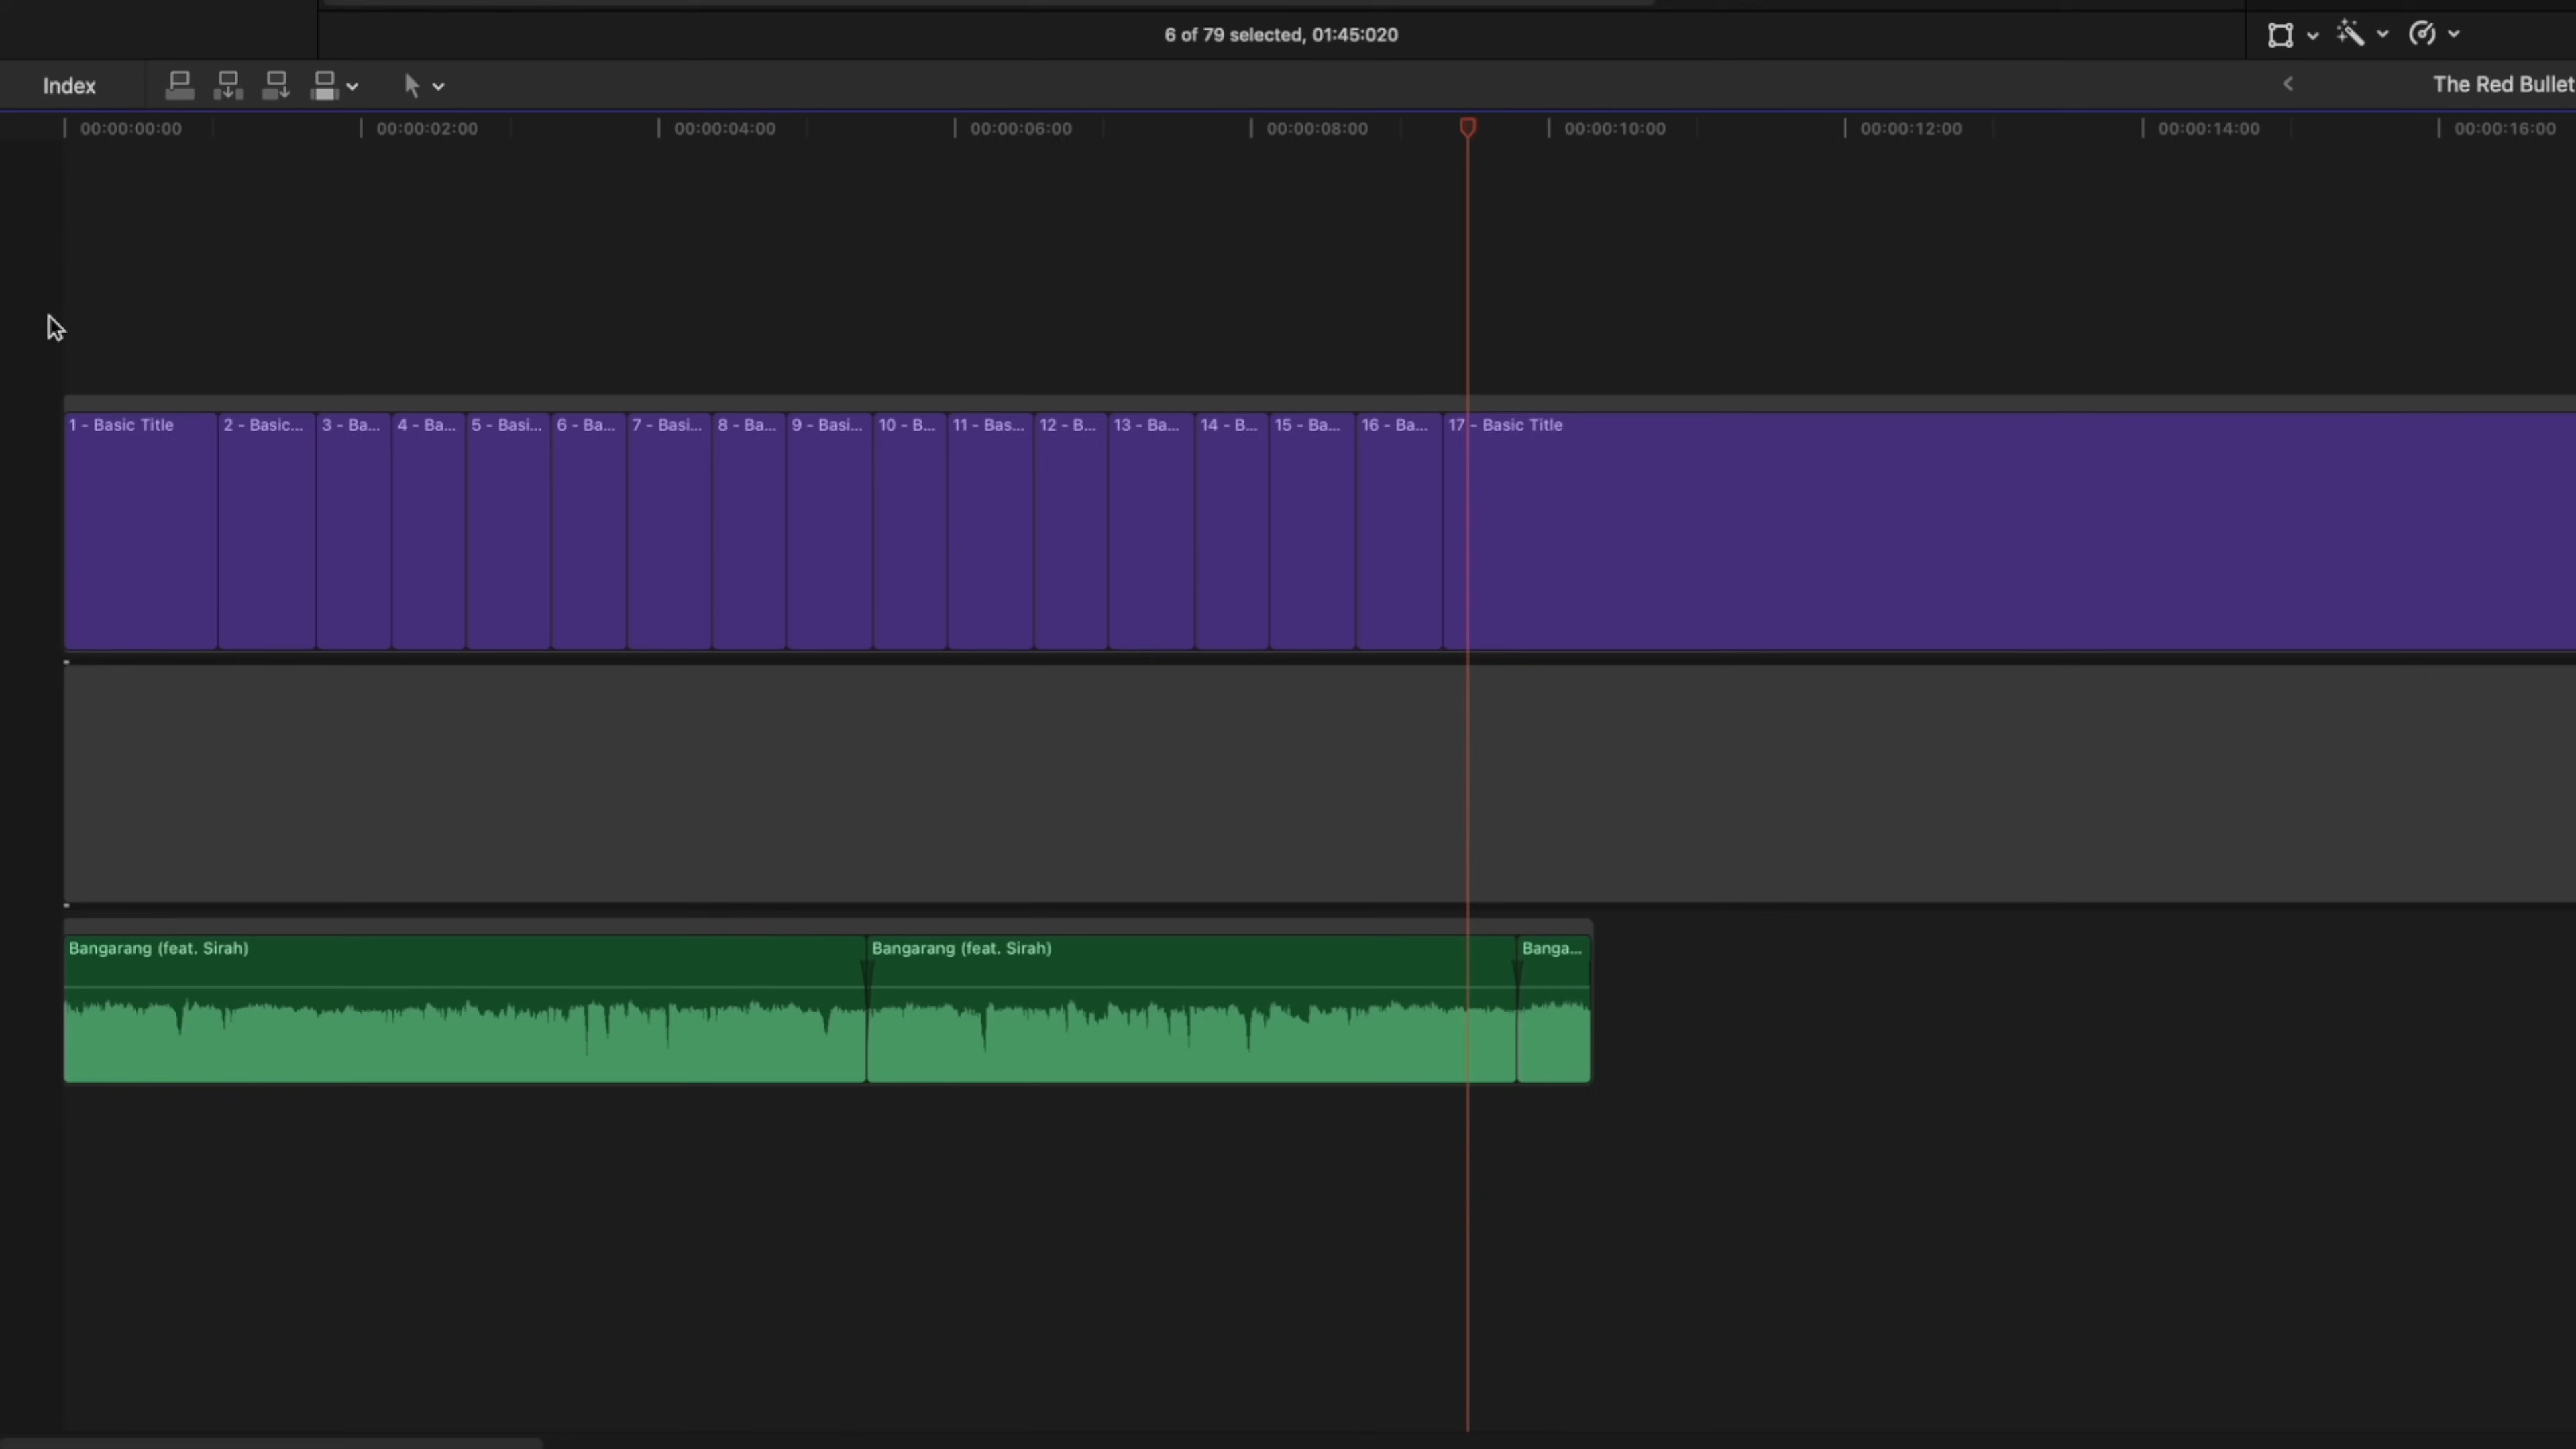 6 of 79 selected, 01:45:020
Index
The Red Bullet
00:00:00:00 00:00:02:00 00:00:04:00 00:00:06:00 00:00:08:00 00:00:10:00 00:00:12:00 00:00:14:00 00:00:16:00
1 - Basic Title 2 - Basic... 3 - Ba... 4 - Ba... 5 - Basi... 6 - Ba... 7 - Basi... 8 - Ba... 9 - Basi... 10 - B... 11 - Bas... 12 - B... 13 - Ba... 14 - B... 15 - Ba... 16 - Ba... 17 - Basic Title
Bangarang (feat. Sirah) Bangarang (feat. Sirah) Banga...